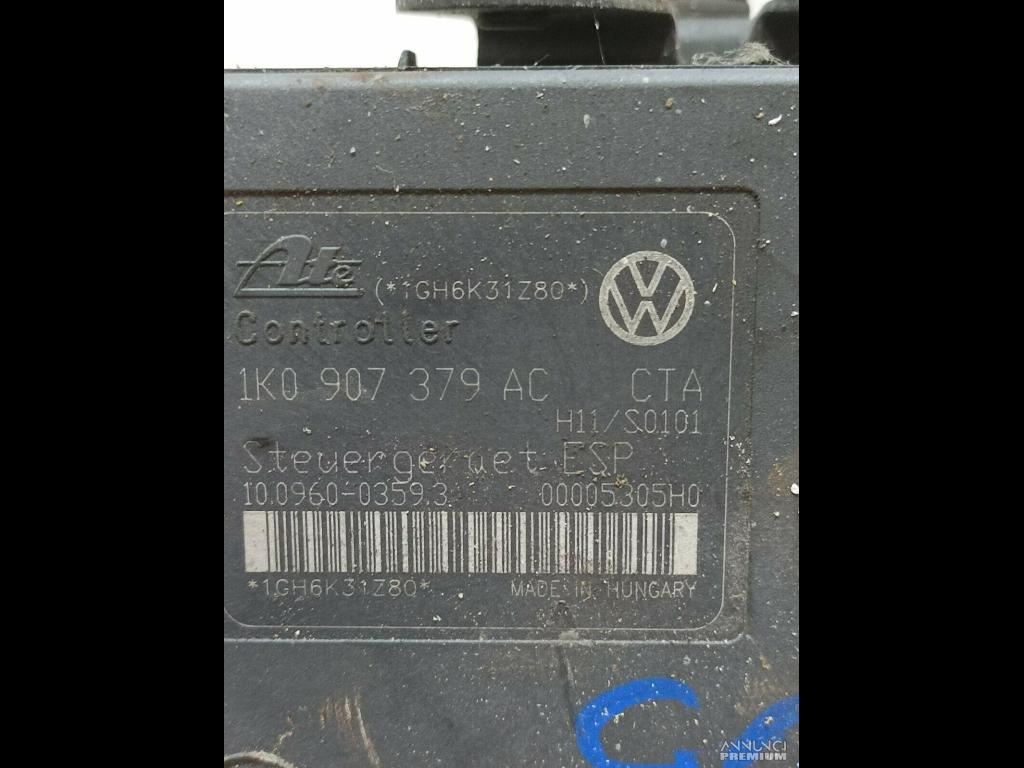 Ate (*1GH6K31Z80*)
Controller
1K0 907 379 AC CTA
H11/S0101
Steuergeraet ESP
10.0960-0359.3 00005305H0
*1GH6K31Z80*
MADE IN HUNGARY
ANNUNCI
PREMIUM